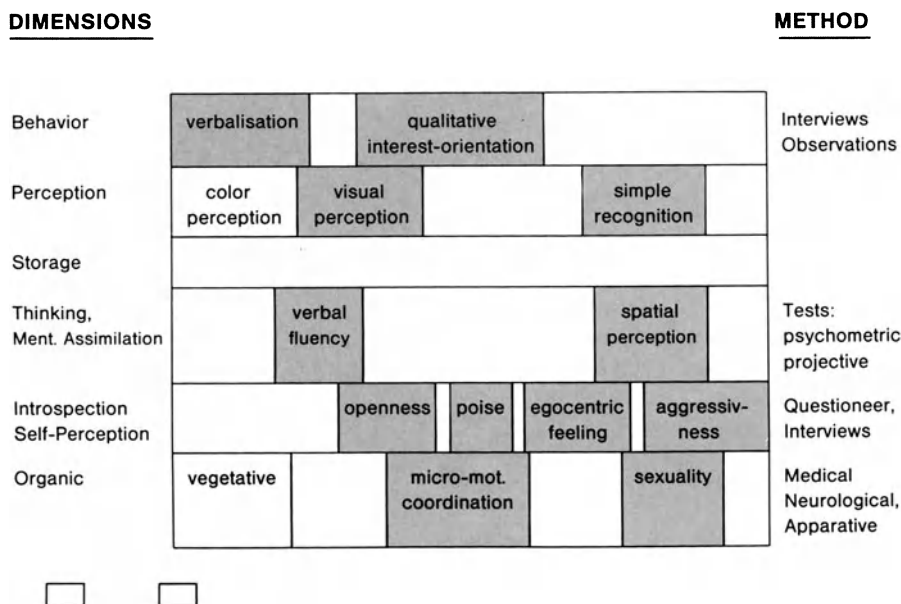 DIMENSIONS
METHOD
Behavior
verbalisation
qualitative
interest-orientation
Interviews
Observations
Perception
color
perception
visual
perception
simple
recognition
Storage
Thinking,
Ment. Assimilation
verbal
fluency
spatial
perception
Tests:
psychometric
projective
Introspection
Self-Perception
openness
poise
egocentric
feeling
aggressiv-
ness
Questioneer,
Interviews
Organic
vegetative
micro-mot.
coordination
sexuality
Medical
Neurological,
Apparative